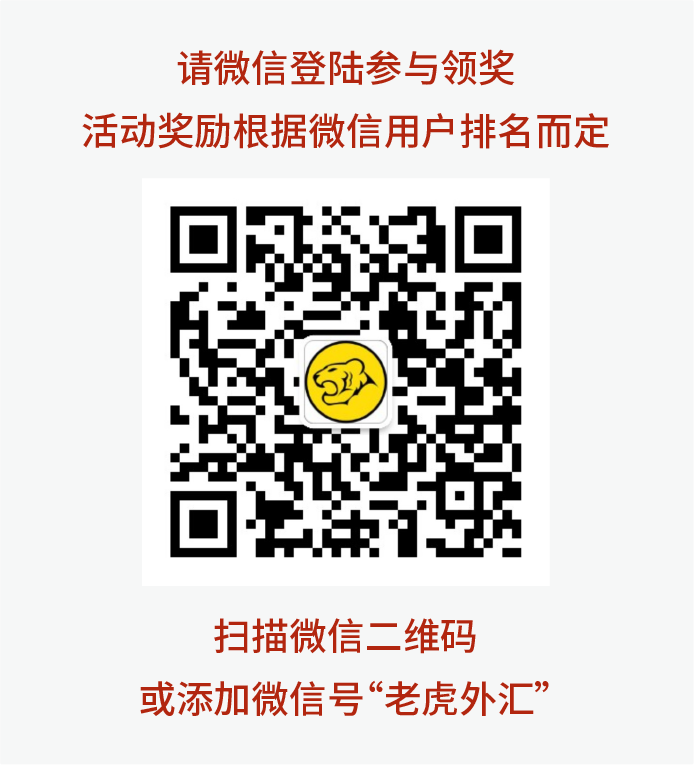 请微信登陆参与领奖
活动奖励根据微信用户排名而定
扫描微信二维码
或添加微信号“老虎外汇”